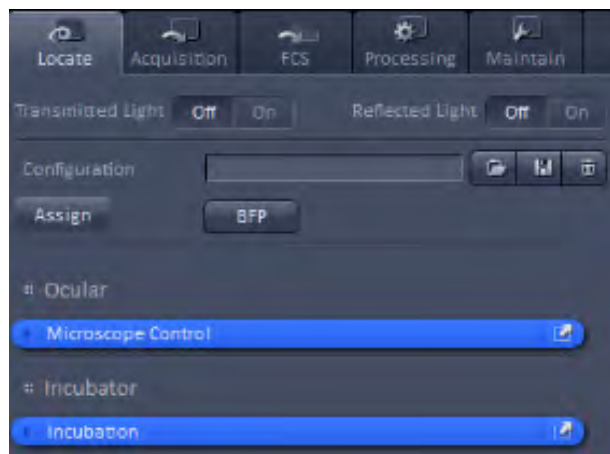 Locate Acquisition FCS Processing Maintain
Transmitted Light Off On Reflected Light Off On
Configuration
Assign BFP
Ocular
Microscope Control
Incubator
Incubation